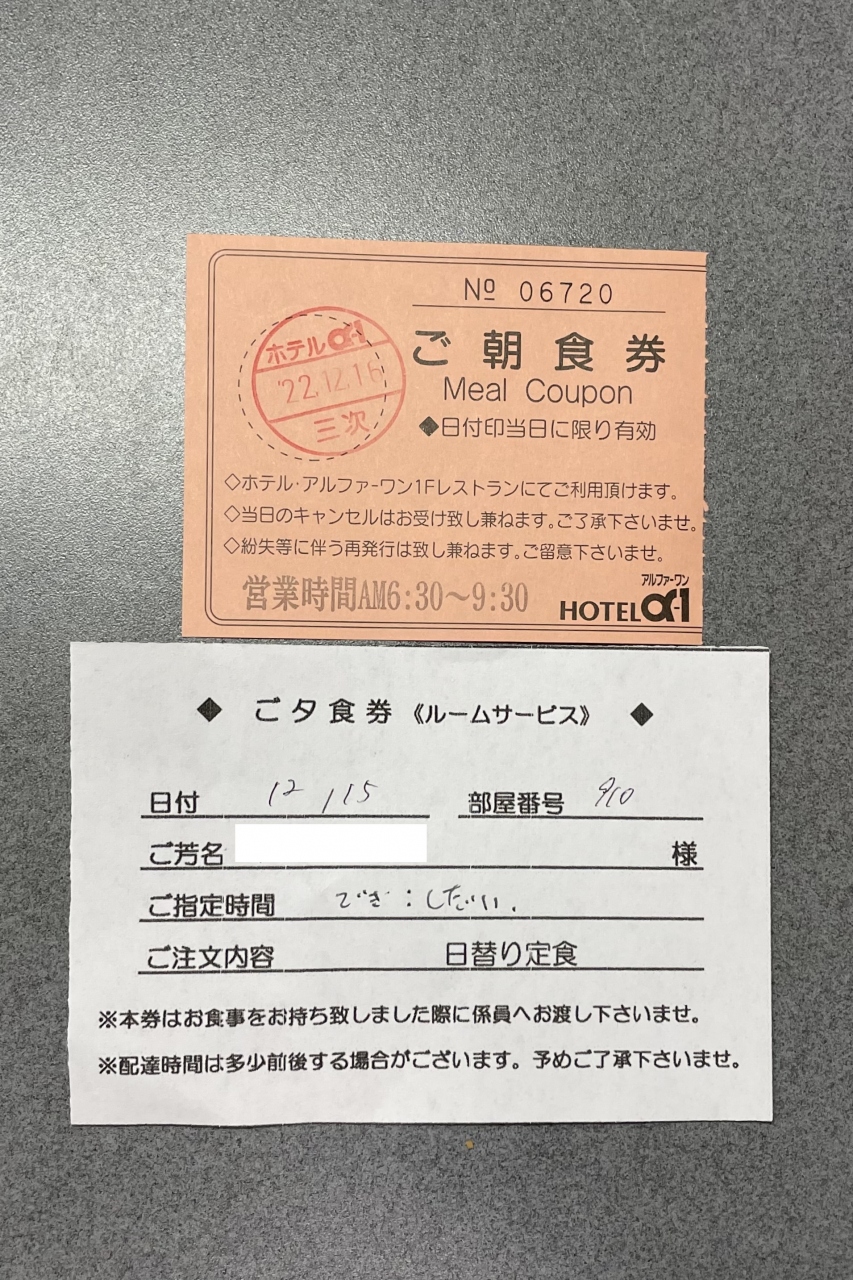 № 06720
ホテルα-1
'22.12.16
三次
ご朝食券
Meal Coupon
◆日付印当日に限り有効
◇ホテル・アルファ-ワン1Fレストランにてご利用頂けます。
◇当日のキャンセルはお受け致し兼ねます。ご了承下さいませ。
◇紛失等に伴う再発行は致し兼ねます。ご留意下さいませ。
営業時間AM6:30〜9:30
アルファーワン
HOTEL α-1
◆ ご夕食券《ルームサービス》 ◆
日付 12/15 部屋番号 910
ご芳名 様
ご指定時間 でき:しだい.
ご注文内容 日替り定食
※本券はお食事をお持ち致しました際に係員へお渡し下さいませ。
※配達時間は多少前後する場合がございます。予めご了承下さいませ。